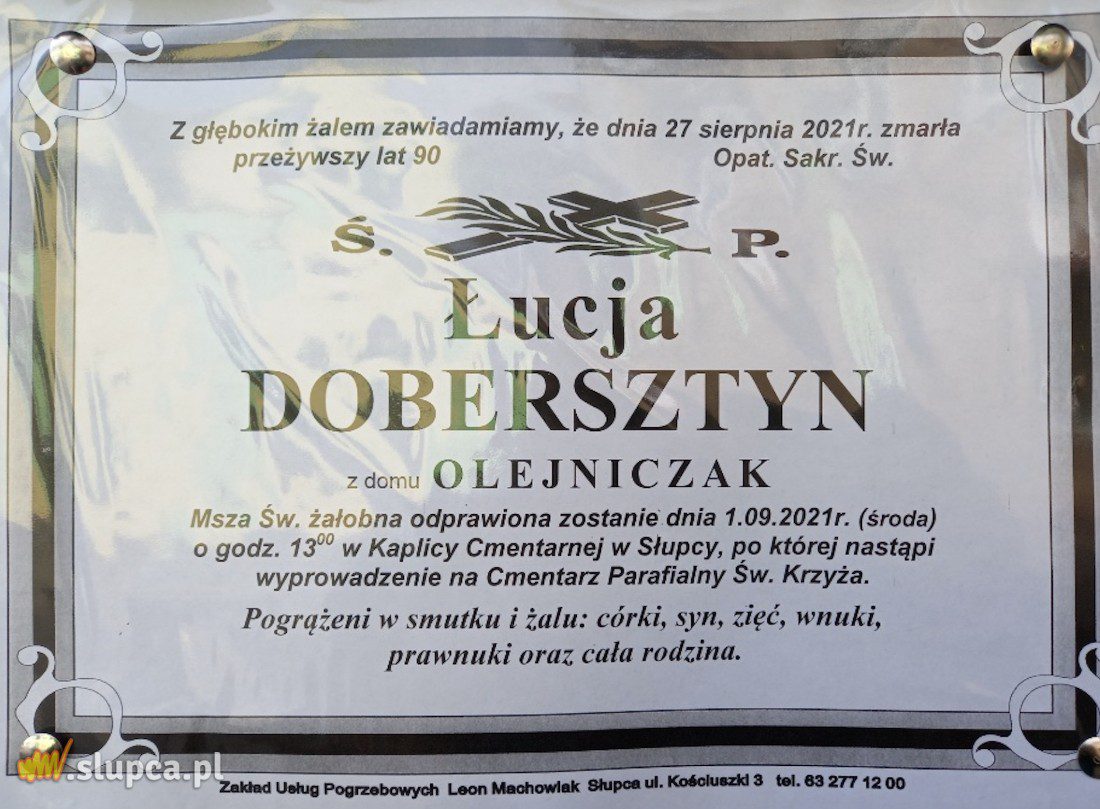 Z głębokim żalem zawiadamiamy, że dnia 27 sierpnia 2021r. zmarła
przeżywszy lat 90 Opat. Sakr. Św.
Ś. P.
Łucja
DOBERSZTYN
z domu OLEJNICZAK
Msza Św. żałobna odprawiona zostanie dnia 1.09.2021r. (środa)
o godz. 13⁰⁰ w Kaplicy Cmentarnej w Słupcy, po której nastąpi
wyprowadzenie na Cmentarz Parafialny Św. Krzyża.
Pogrążeni w smutku i żalu: córki, syn, zięć, wnuki,
prawnuki oraz cała rodzina.
www.slupca.pl
Zakład Usług Pogrzebowych Leon Machowiak Słupca ul. Kościuszki 3 tel. 63 277 12 00